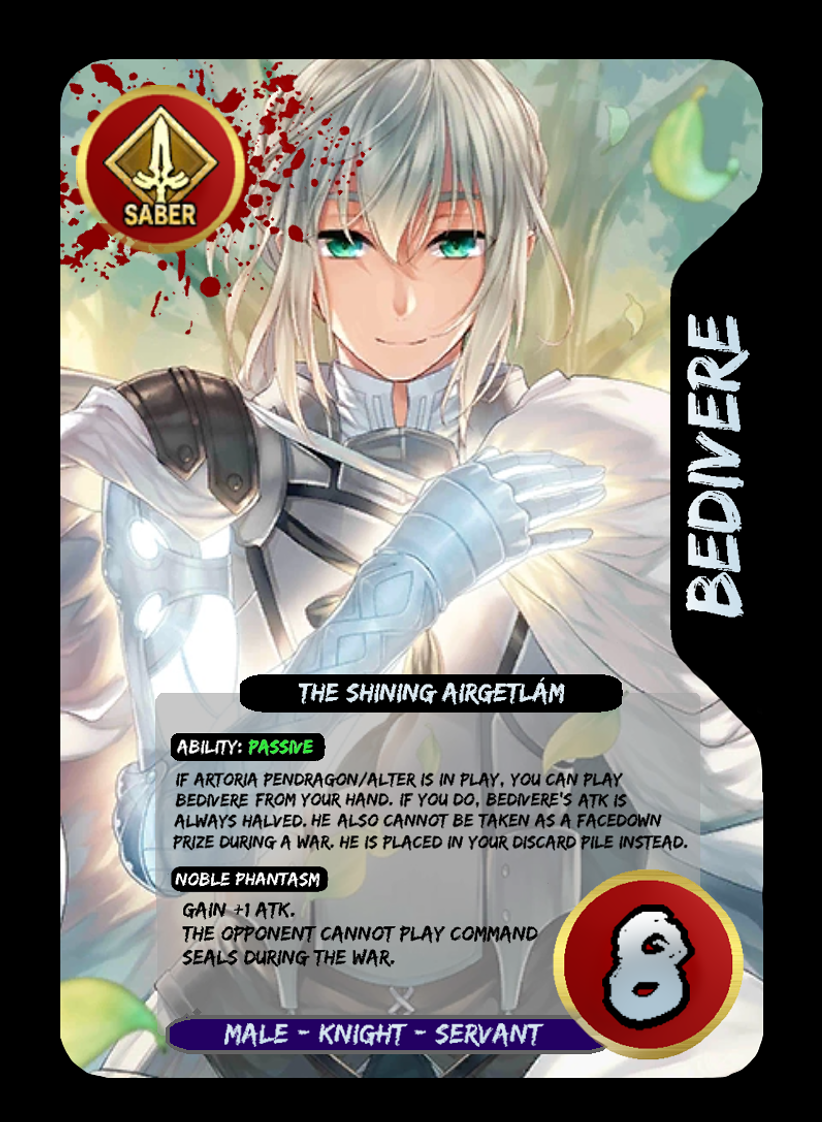 SABER
BEDIVERE
THE SHINING AIRGETLÁM
ABILITY: PASSIVE
IF ARTORIA PENDRAGON/ALTER IS IN PLAY, YOU CAN PLAY
BEDIVERE FROM YOUR HAND. IF YOU DO, BEDIVERE'S ATK IS
ALWAYS HALVED. HE ALSO CANNOT BE TAKEN AS A FACEDOWN
PRIZE DURING A WAR. HE IS PLACED IN YOUR DISCARD PILE INSTEAD.
NOBLE PHANTASM
GAIN +1 ATK.
THE OPPONENT CANNOT PLAY COMMAND
SEALS DURING THE WAR.
8
MALE - KNIGHT - SERVANT